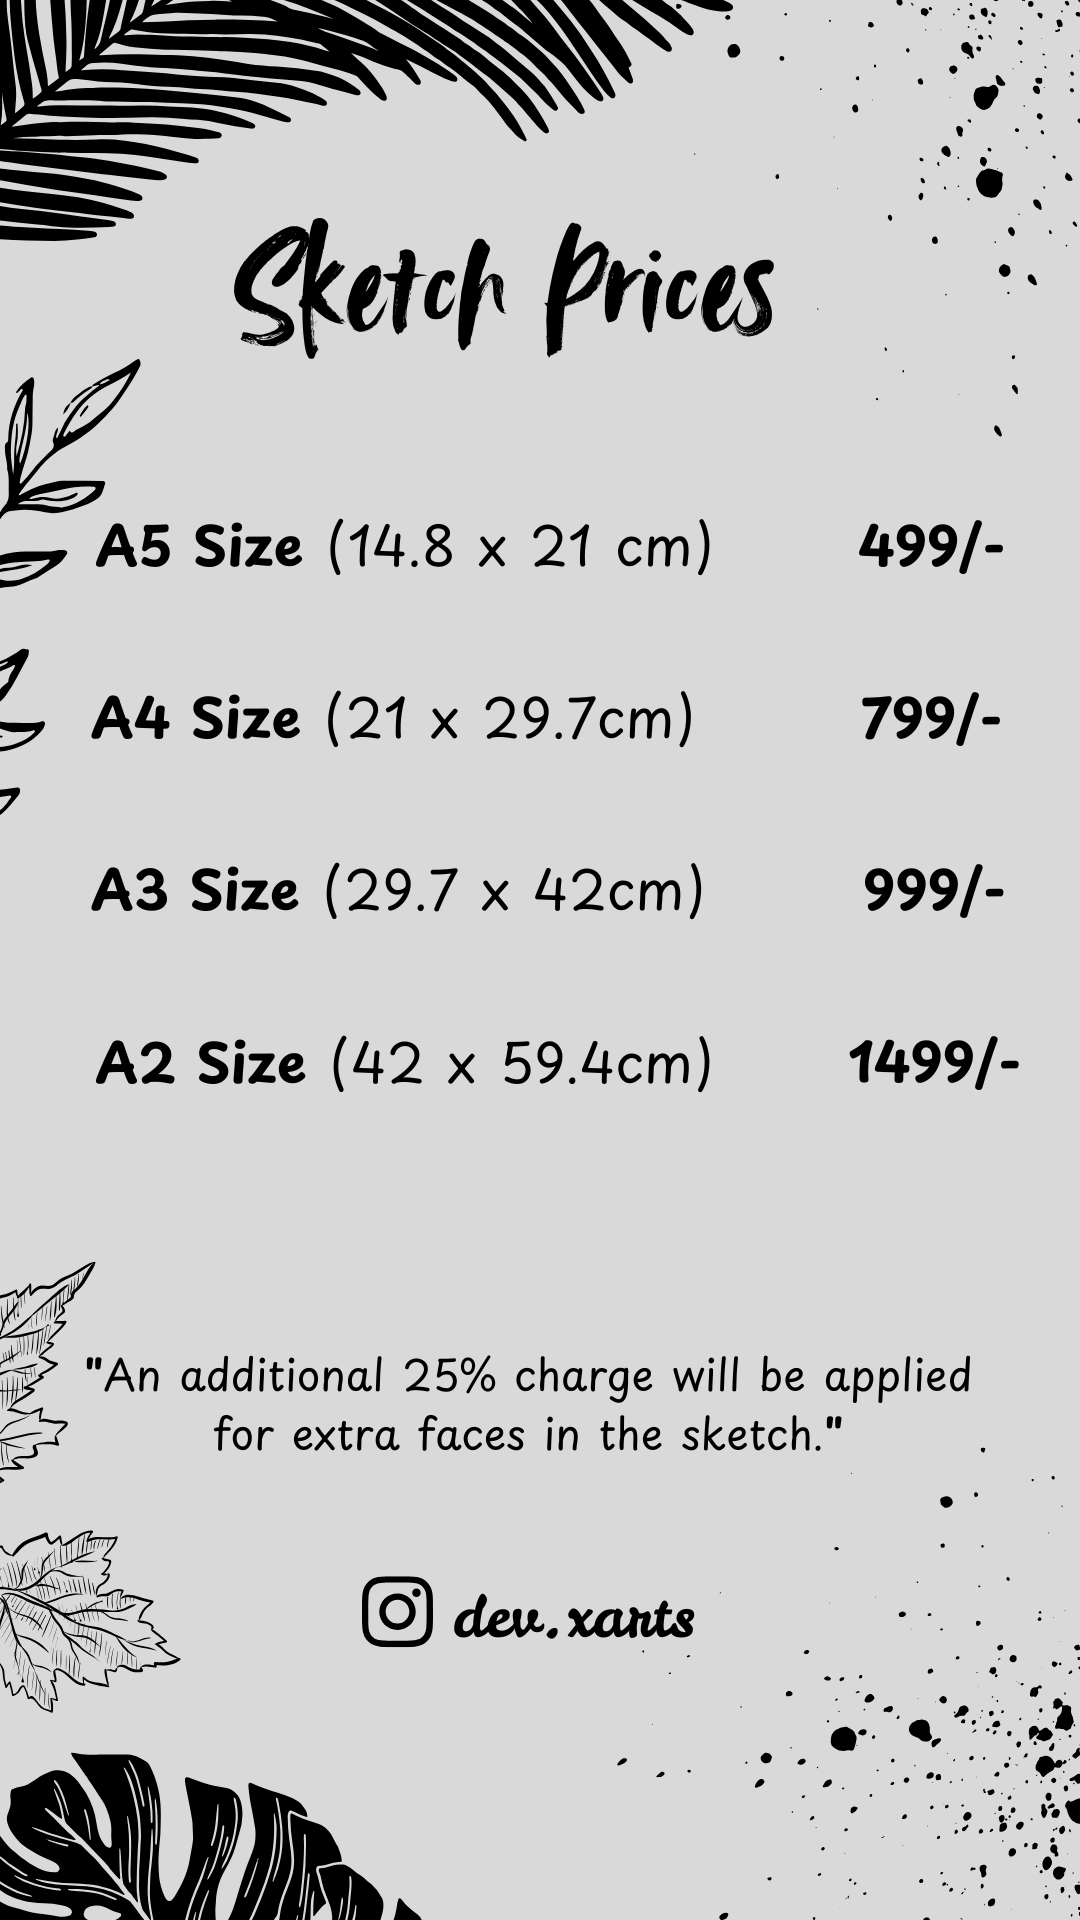 Sketch Prices
A5 Size (14.8 x 21 cm) 499/-
A4 Size (21 x 29.7cm) 799/-
A3 Size (29.7 x 42cm) 999/-
A2 Size (42 x 59.4cm) 1499/-
"An additional 25% charge will be applied
for extra faces in the sketch."
dev.xarts